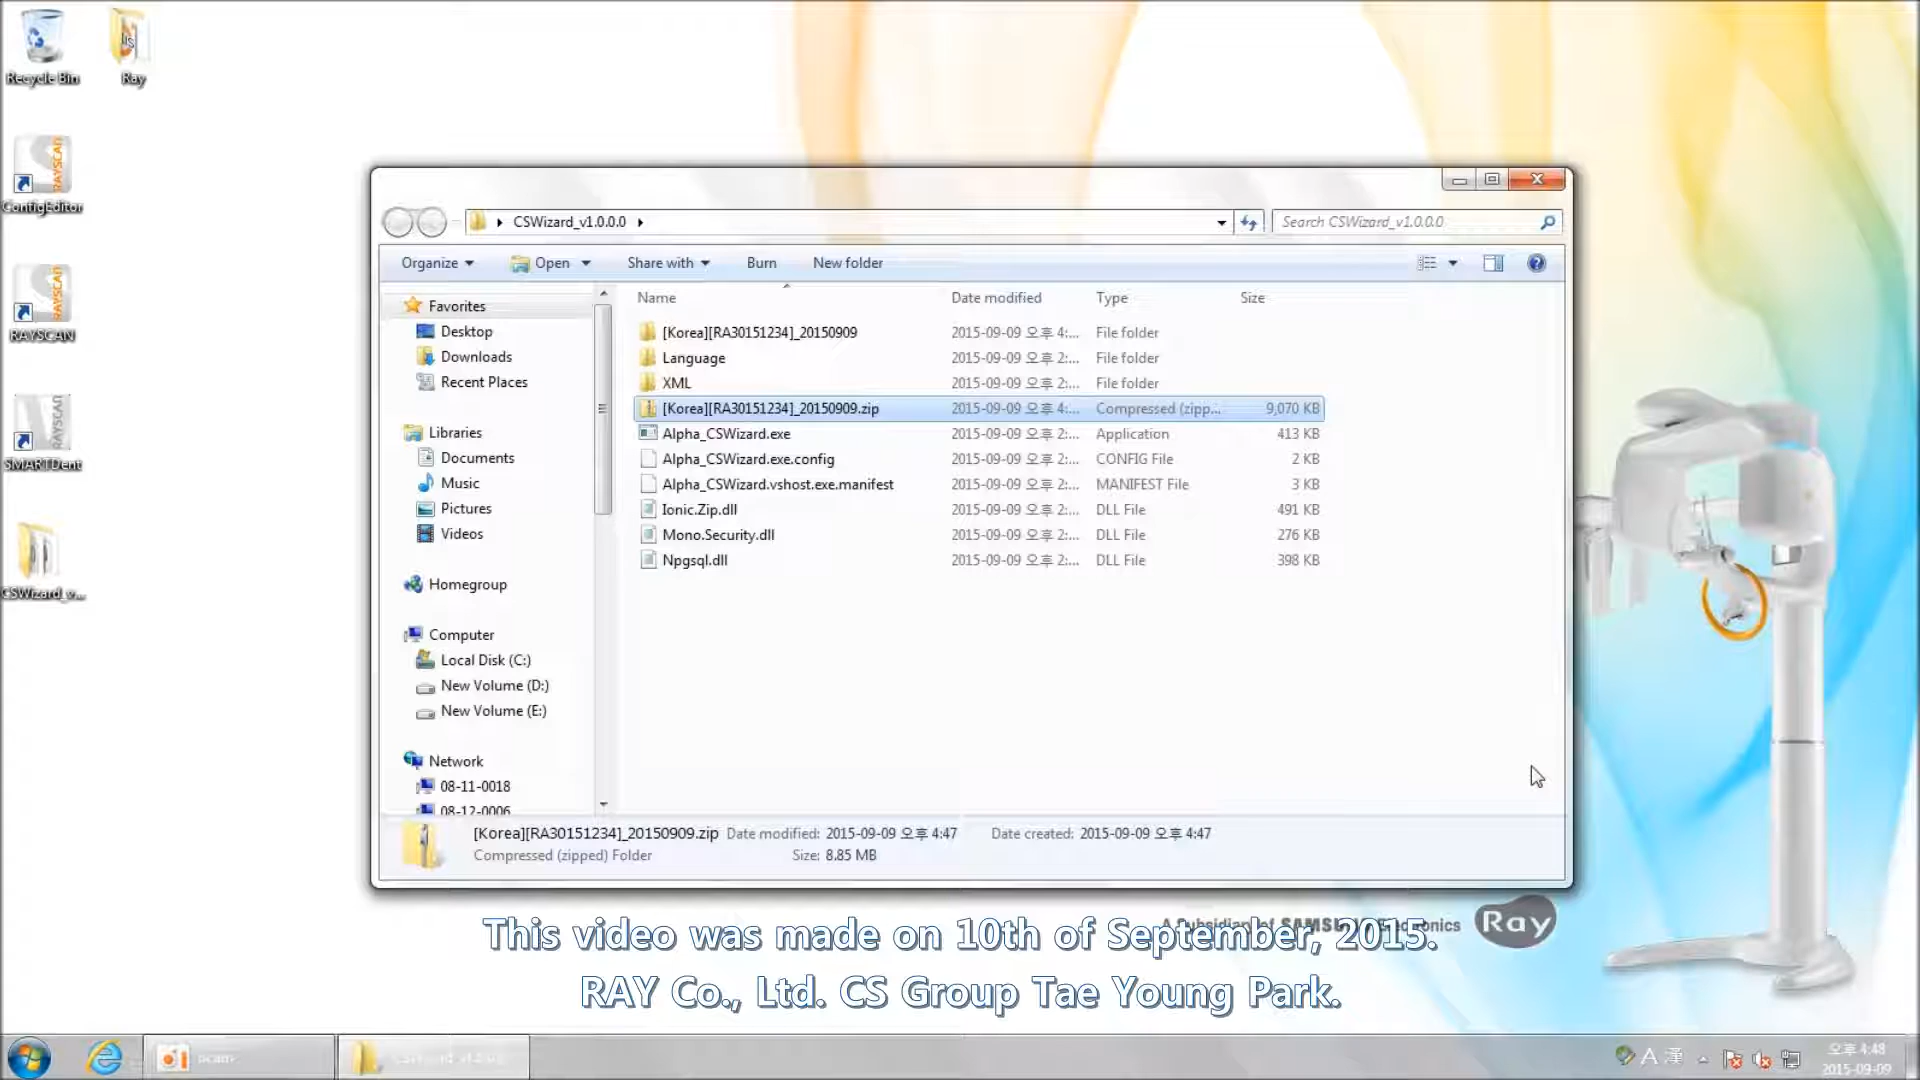 Recycle Bin
Ray
ConfigEditor
RAYSCAN
SMARTDent
CSWizard_v...
CSWizard_v1.0.0.0
Search CSWizard_v1.0.0.0
Organize
Open
Share with
Burn
New folder
Favorites
Desktop
Downloads
Recent Places
Libraries
Documents
Music
Pictures
Videos
Homegroup
Computer
Local Disk (C:)
New Volume (D:)
New Volume (E:)
Network
08-11-0018
08-12-0006
Name Date modified Type Size
[Korea][RA30151234]_20150909 2015-09-09 오후 4:... File folder
Language 2015-09-09 오후 2:... File folder
XML 2015-09-09 오후 2:... File folder
[Korea][RA30151234]_20150909.zip 2015-09-09 오후 4:... Compressed (zipp... 9,070 KB
Alpha_CSWizard.exe 2015-09-09 오후 2:... Application 413 KB
Alpha_CSWizard.exe.config 2015-09-09 오후 2:... CONFIG File 2 KB
Alpha_CSWizard.vshost.exe.manifest 2015-09-09 오후 2:... MANIFEST File 3 KB
Ionic.Zip.dll 2015-09-09 오후 2:... DLL File 491 KB
Mono.Security.dll 2015-09-09 오후 2:... DLL File 276 KB
Npgsql.dll 2015-09-09 오후 2:... DLL File 398 KB
[Korea][RA30151234]_20150909.zip Date modified: 2015-09-09 오후 4:47 Date created: 2015-09-09 오후 4:47
Compressed (zipped) Folder Size: 8.85 MB
Ray
This video was made on 10th of September, 2015.
RAY Co., Ltd. CS Group Tae Young Park.
A 漢
오후 4:48
2015-09-09